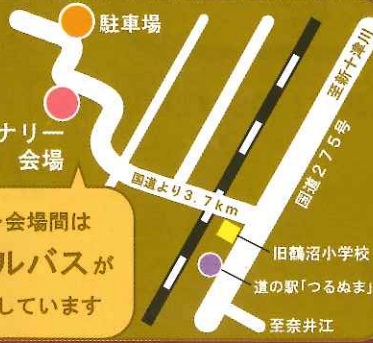 駐車場
至新十津川
ナリー
会場
国道275号
国道より3.7km
会場間は
ルバスが
しています
旧鶴沼小学校
道の駅「つるぬま」
至奈井江